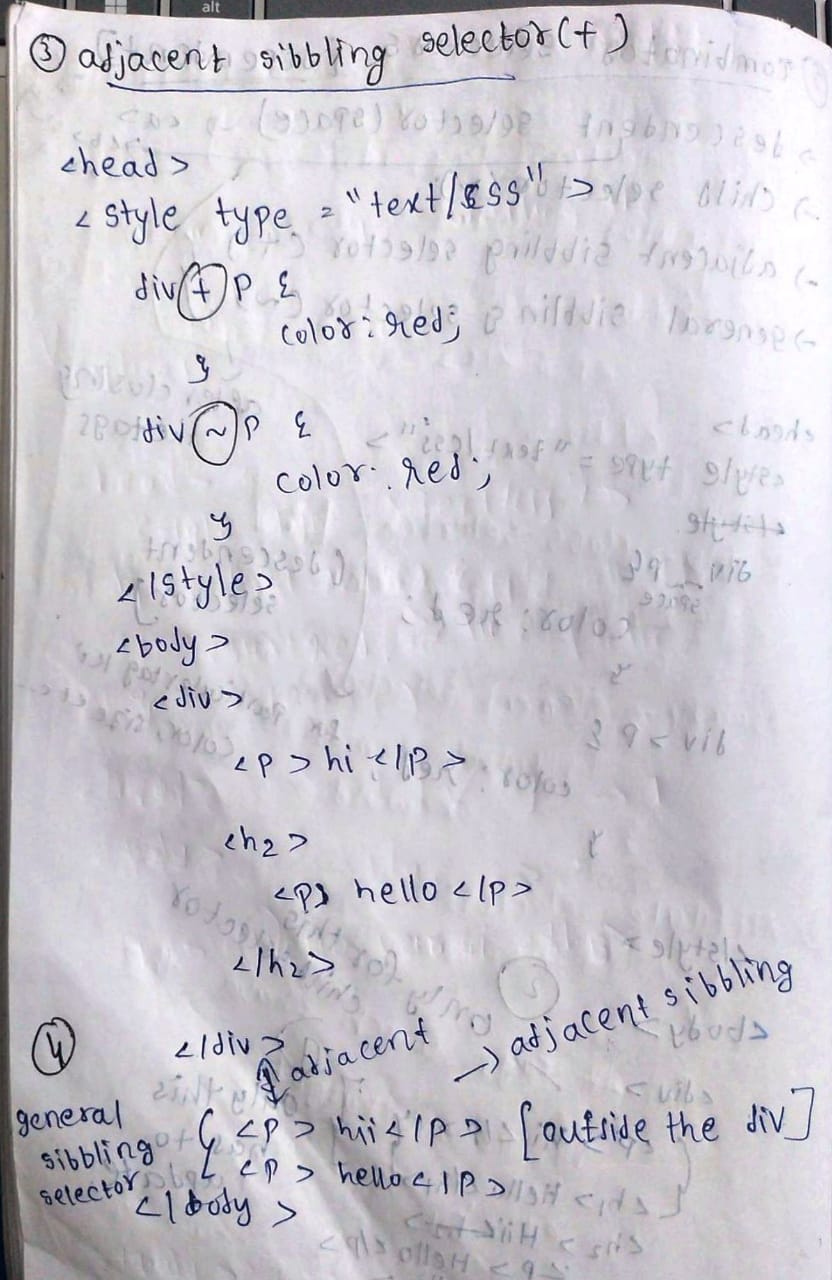 alt
③ adjacent sibbling selector(+)
<head>
<style type = "text/css">
div + p {
color: red;
}
div ~ p {
color: red;
}
</style>
<body>
<div>
<p> hi </p>
<h2>
<p> hello </p>
</h2>
</div>
adjacent → adjacent sibbling
④ general sibbling selector
<p> hii </p> [outside the div]
<p> hello </p>
</body>